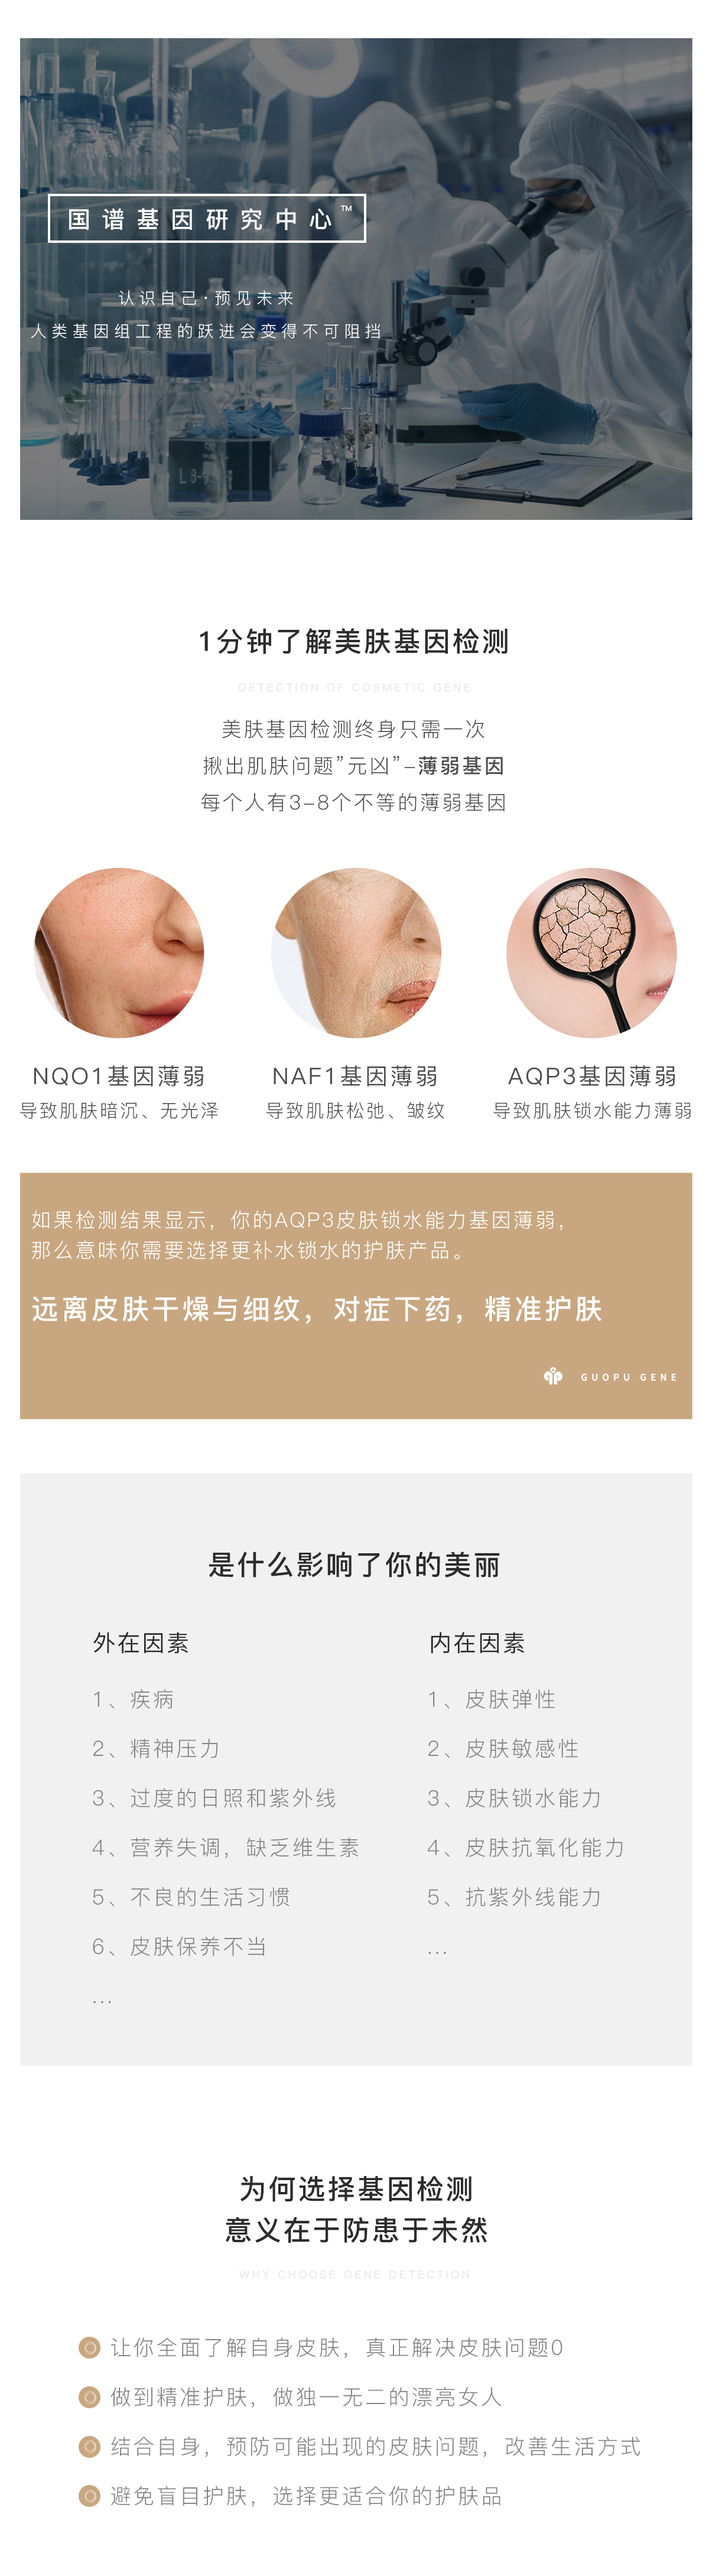 国谱基因研究中心™
认识自己·预见未来
人类基因组工程的跃进会变得不可阻挡
1分钟了解美肤基因检测
DETECTION OF COSMETIC GENE
美肤基因检测终身只需一次
揪出肌肤问题”元凶”–薄弱基因
每个人有3–8个不等的薄弱基因
NQO1基因薄弱
导致肌肤暗沉、无光泽
NAF1基因薄弱
导致肌肤松弛、皱纹
AQP3基因薄弱
导致肌肤锁水能力薄弱
如果检测结果显示，你的AQP3皮肤锁水能力基因薄弱，
那么意味你需要选择更补水锁水的护肤产品。
远离皮肤干燥与细纹，对症下药，精准护肤
GUOPU GENE
是什么影响了你的美丽
外在因素
1、疾病
2、精神压力
3、过度的日照和紫外线
4、营养失调，缺乏维生素
5、不良的生活习惯
6、皮肤保养不当
...
内在因素
1、皮肤弹性
2、皮肤敏感性
3、皮肤锁水能力
4、皮肤抗氧化能力
5、抗紫外线能力
...
为何选择基因检测
意义在于防患于未然
WHY CHOOSE GENE DETECTION
让你全面了解自身皮肤，真正解决皮肤问题0
做到精准护肤，做独一无二的漂亮女人
结合自身，预防可能出现的皮肤问题，改善生活方式
避免盲目护肤，选择更适合你的护肤品